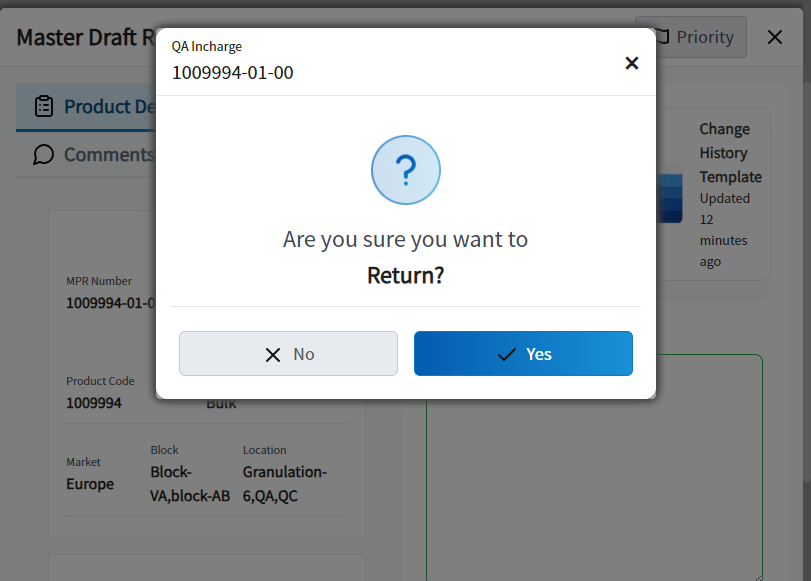 Master Draft R
Priority
QA Incharge
1009994-01-00
Product De
Comments
Are you sure you want to
Return?
No
Yes
Change
History
Template
Updated
12
minutes
ago
MPR Number
1009994-01-0
Product Code
1009994
Bulk
Market
Europe
Block
Block-
VA,block-AB
Location
Granulation-
6,QA,QC